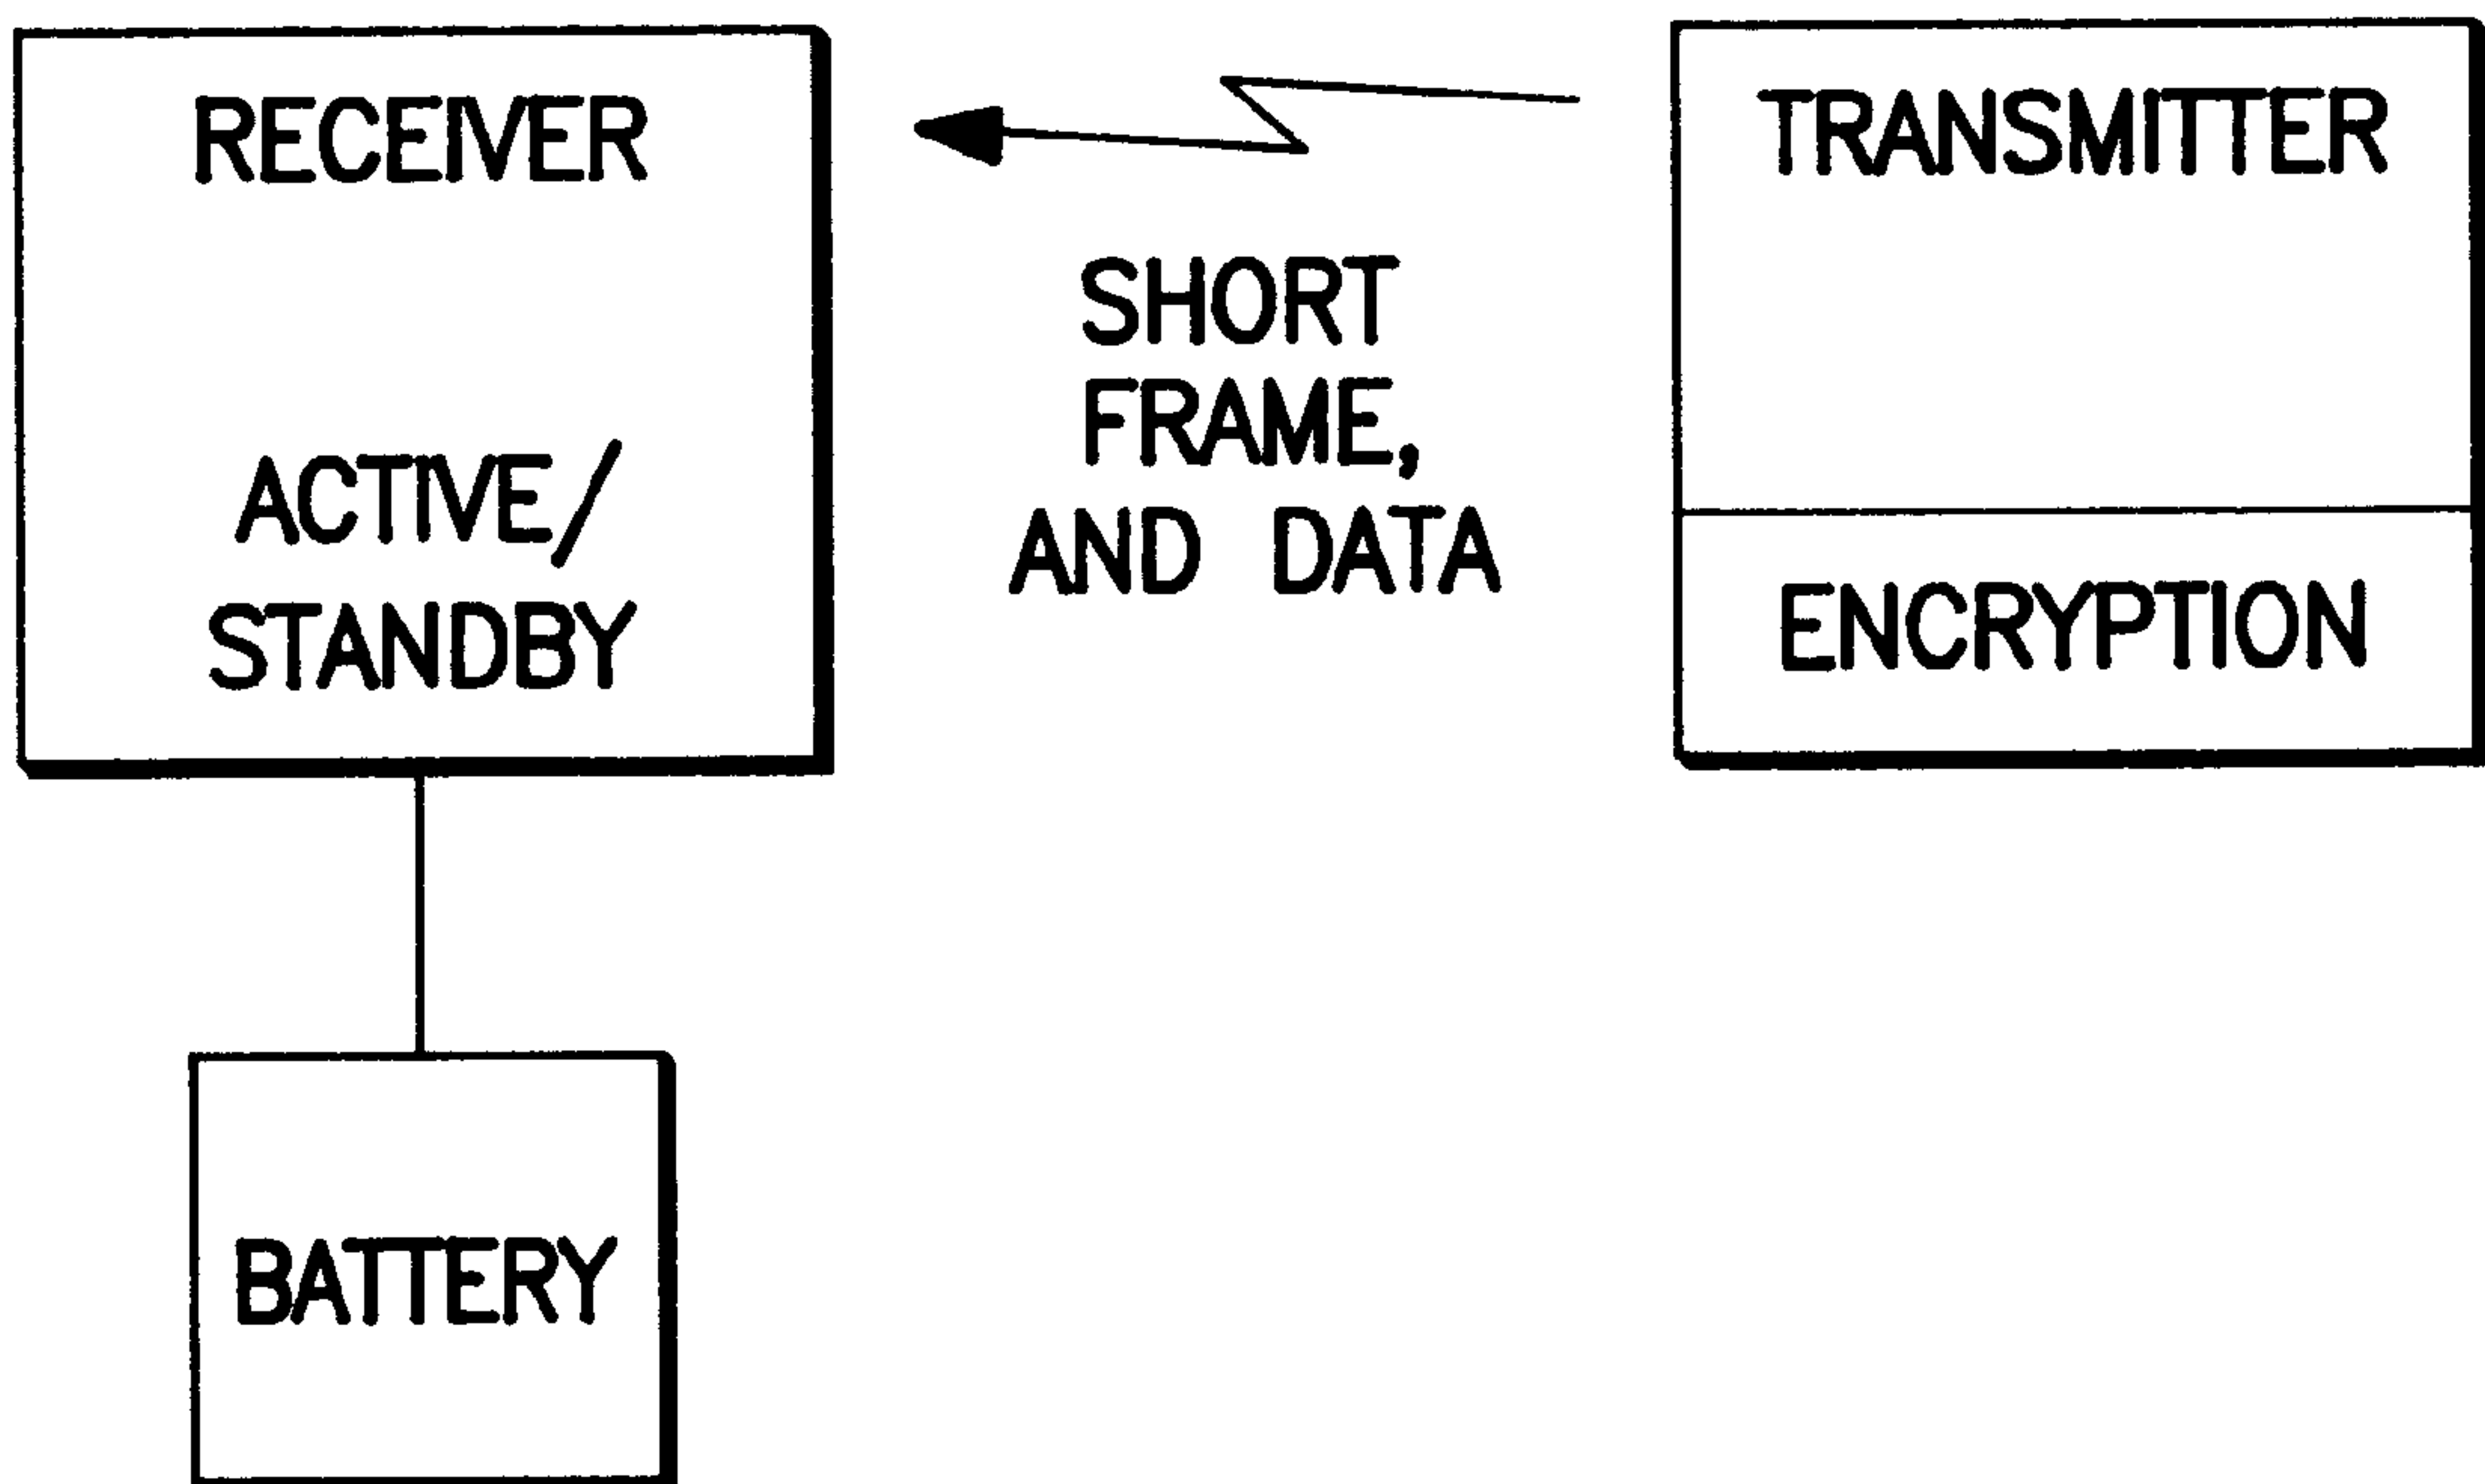 RECEIVER
ACTIVE/
STANDBY
SHORT
FRAME,
AND DATA
TRANSMITTER
ENCRYPTION
BATTERY